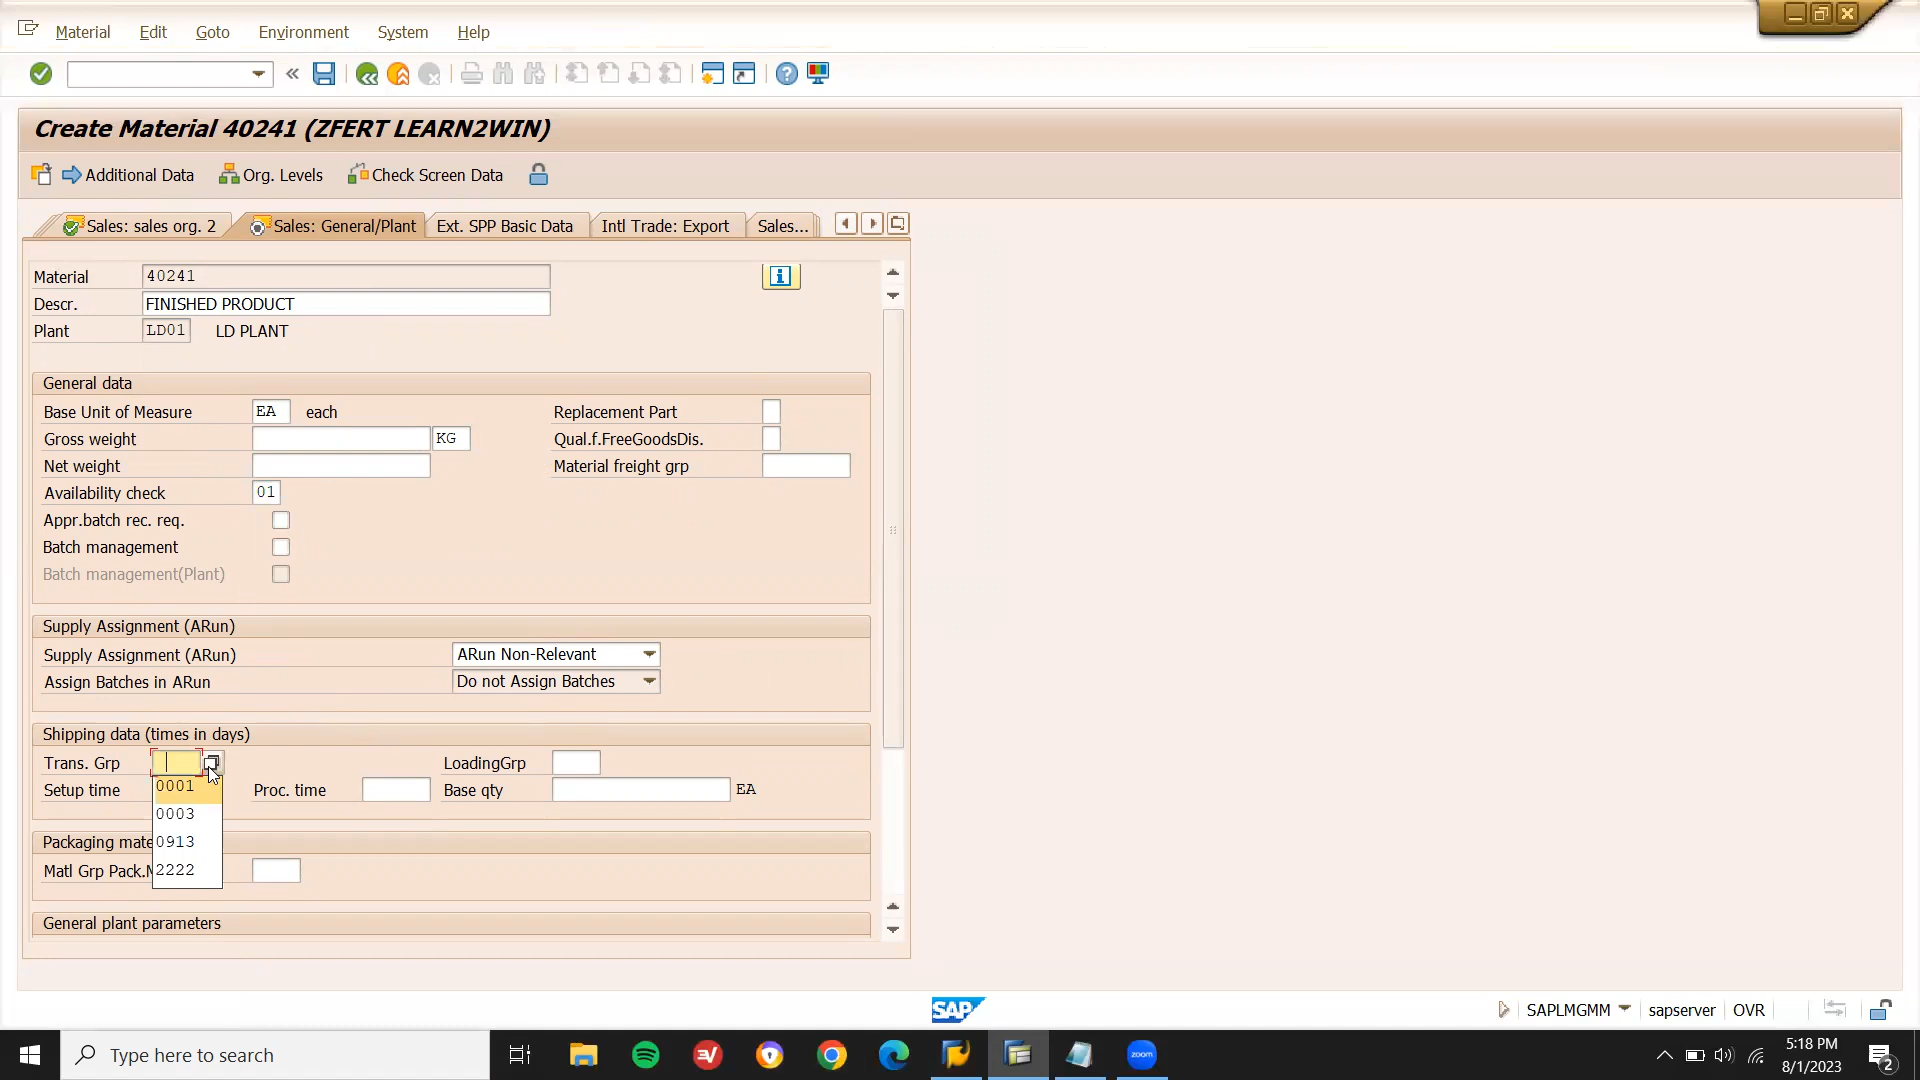 Material Edit Goto Environment System Help
Create Material 40241 (ZFERT LEARN2WIN)
Additional Data Org. Levels Check Screen Data
Sales: sales org. 2 Sales: General/Plant Ext. SPP Basic Data Intl Trade: Export Sales...
Material 40241
Descr. FINISHED PRODUCT
Plant LD01 LD PLANT
General data
Base Unit of Measure EA each Replacement Part
Gross weight KG Qual.f.FreeGoodsDis.
Net weight Material freight grp
Availability check 01
Appr.batch rec. req.
Batch management
Batch management(Plant)
Supply Assignment (ARun)
Supply Assignment (ARun) ARun Non-Relevant
Assign Batches in ARun Do not Assign Batches
Shipping data (times in days)
Trans. Grp LoadingGrp
Setup time 0001 Proc. time Base qty EA
0003
Packaging mate 0913
Matl Grp Pack. 2222
General plant parameters
SAP SAPLMGMM sapserver OVR
Type here to search EV zoom 5:18 PM
8/1/2023 2